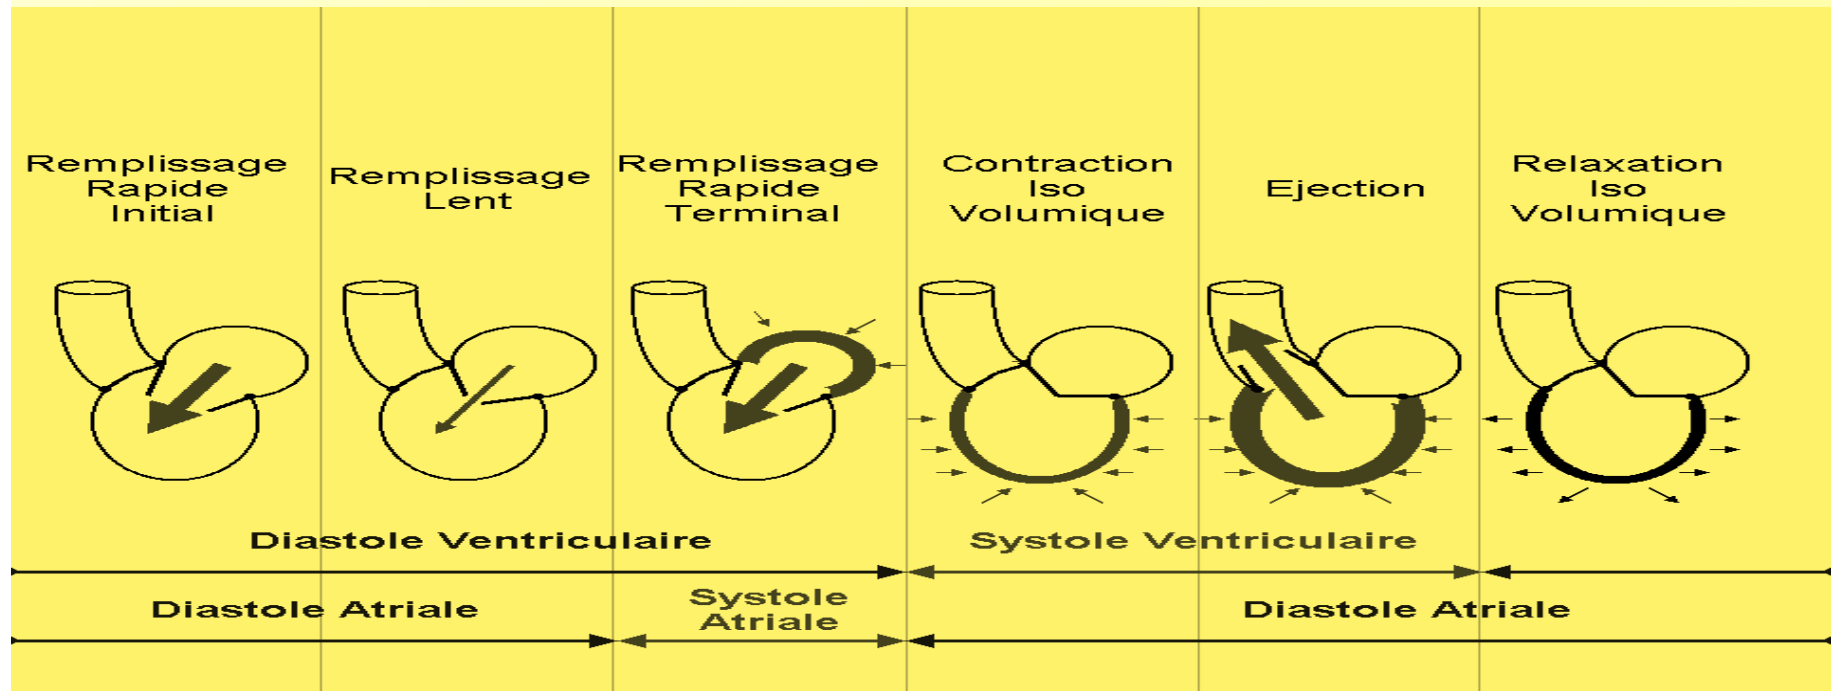 Remplissage
Rapide
Initial
Remplissage
Lent
Remplissage
Rapide
Terminal
Contraction
Iso
Volumique
Ejection
Relaxation
Iso
Volumique
Diastole Ventriculaire
Systole Ventriculaire
Diastole Atriale
Systole
Atriale
Diastole Atriale